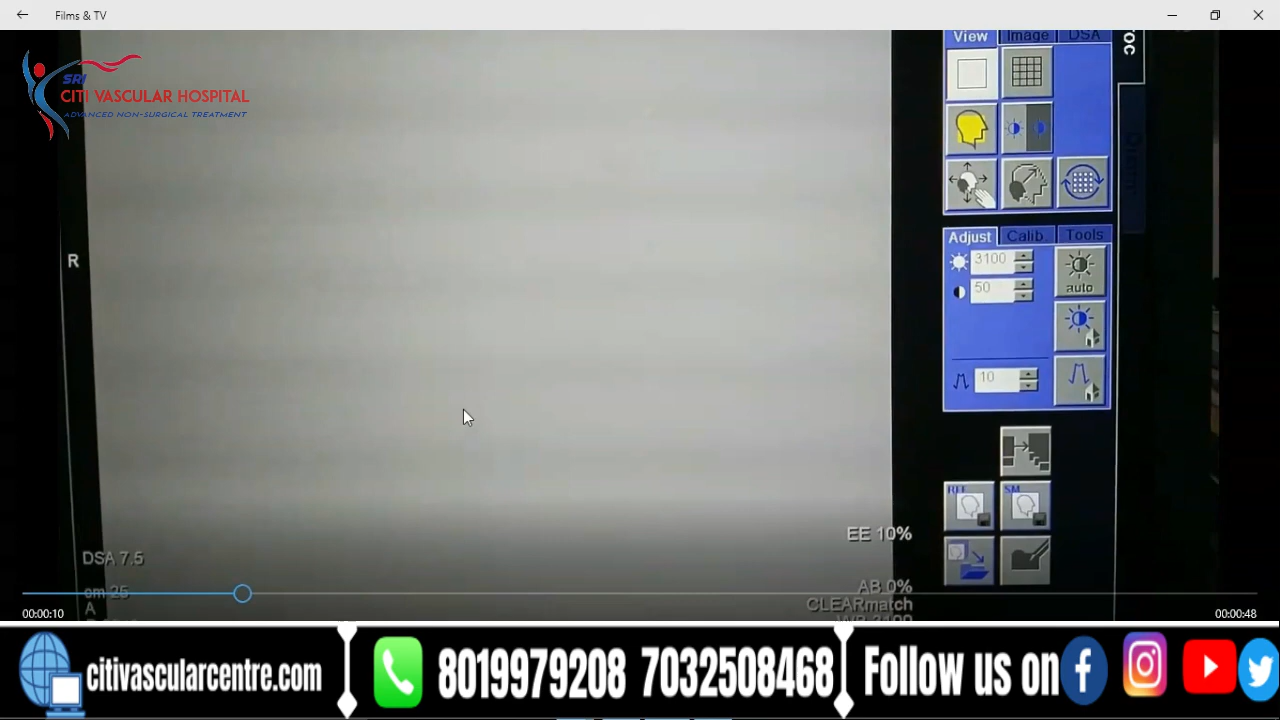 Films & TV
SRI
CITI VASCULAR HOSPITAL
ADVANCED NON-SURGICAL TREATMENT
View Image DSA
Adjust Calib. Tools
3100
50
auto
10
R
REF SM
EE 10%
DSA 7.5
cm 25
A
AB 0%
CLEARmatch
00:00:10
00:00:48
citivascularcentre.com
8019979208 7032508468
Follow us on